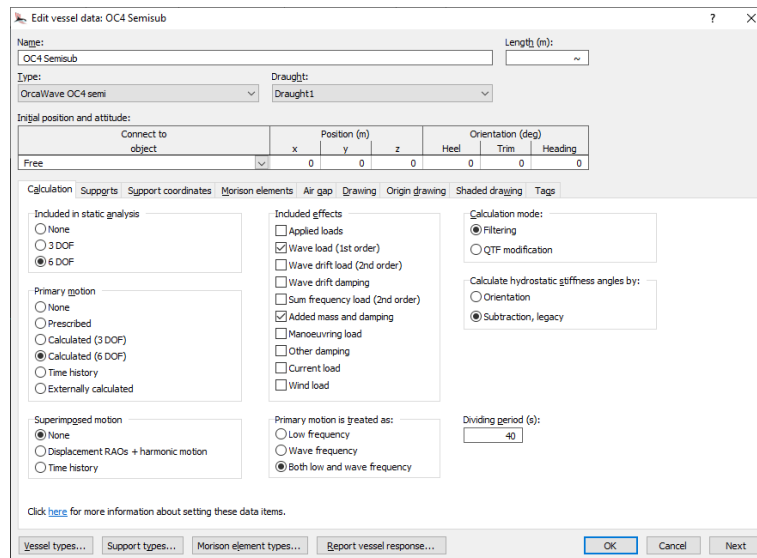 Edit vessel data: OC4 Semisub
Name:
Length (m):
OC4 Semisub
~
Type:
Draught:
OrcaWave OC4 semi
Draught1
Initial position and attitude:
Connect to
Position (m)
Orientation (deg)
object
x
y
z
Heel
Trim
Heading
Free
0
0
0
0
0
0
Calculation
Supports
Support coordinates
Morison elements
Air gap
Drawing
Origin drawing
Shaded drawing
Tags
Included in static analysis
None
3 DOF
6 DOF
Primary motion
None
Prescribed
Calculated (3 DOF)
Calculated (6 DOF)
Time history
Externally calculated
Superimposed motion
None
Displacement RAOs + harmonic motion
Time history
Included effects
Applied loads
Wave load (1st order)
Wave drift load (2nd order)
Wave drift damping
Sum frequency load (2nd order)
Added mass and damping
Manoeuvring load
Other damping
Current load
Wind load
Primary motion is treated as:
Low frequency
Wave frequency
Both low and wave frequency
Calculation mode:
Filtering
QTF modification
Calculate hydrostatic stiffness angles by:
Orientation
Subtraction, legacy
Dividing period (s):
40
Click here for more information about setting these data items.
Vessel types...
Support types...
Morison element types...
Report vessel response...
OK
Cancel
Next